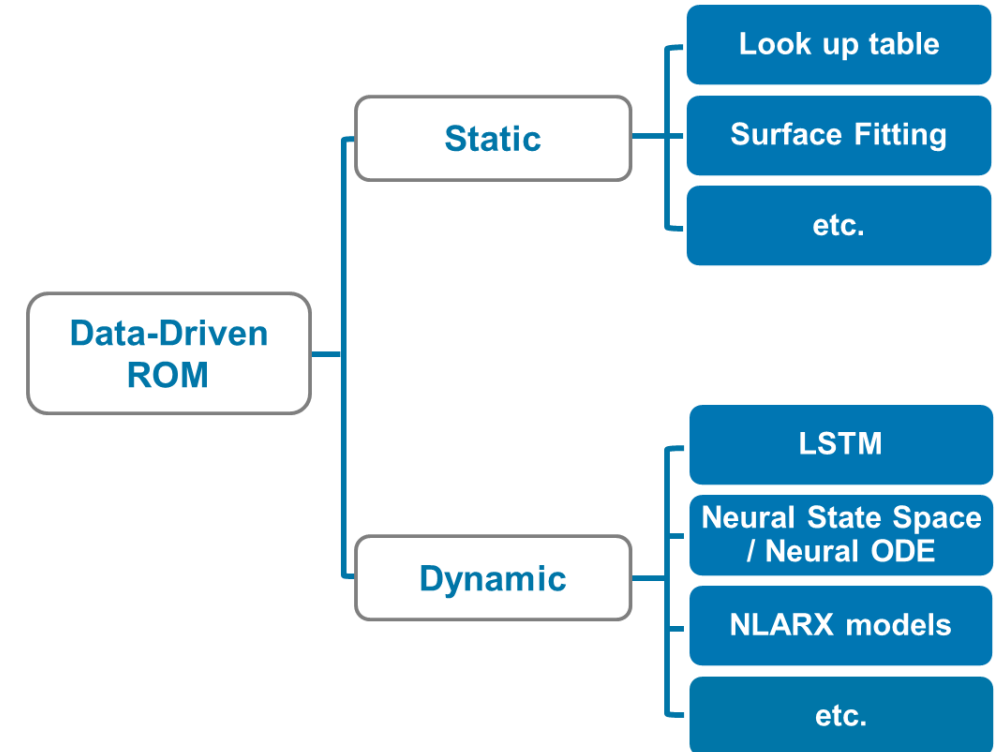 Data-Driven
ROM
Static
Look up table
Surface Fitting
etc.
Dynamic
LSTM
Neural State Space
/ Neural ODE
NLARX models
etc.